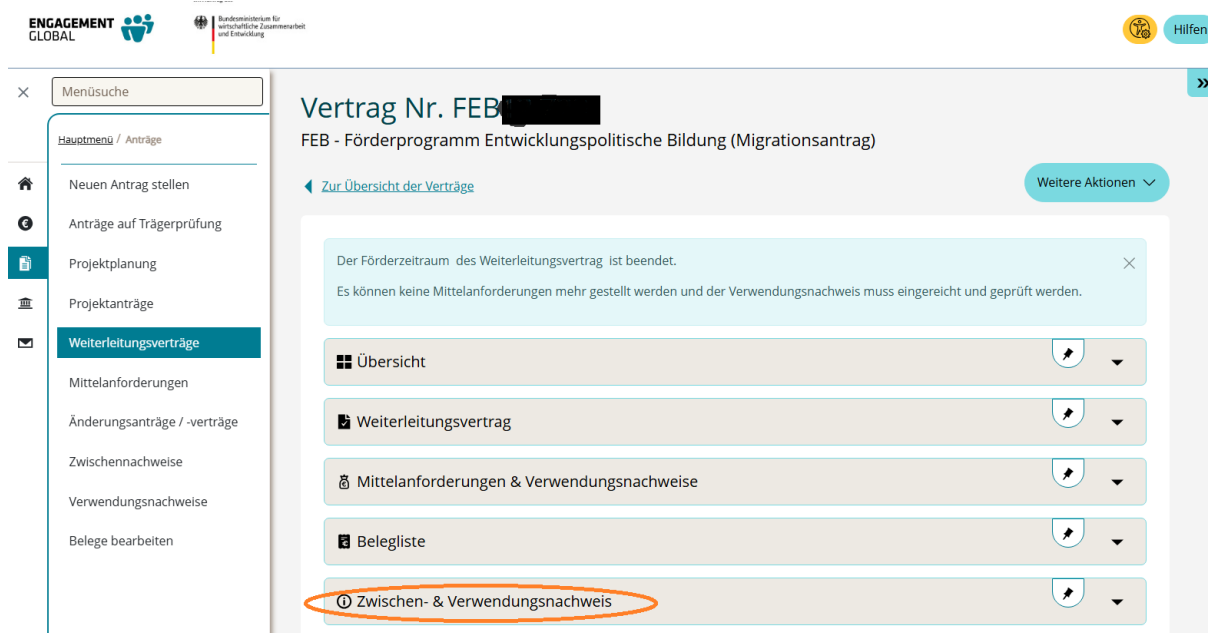 ENGAGEMENT
GLOBAL
Bundesministerium für
wirtschaftliche Zusammenarbeit
und Entwicklung
Hilfen
Menüsuche
Hauptmenü / Anträge
Neuen Antrag stellen
Anträge auf Trägerprüfung
Projektplanung
Projektanträge
Weiterleitungsverträge
Mittelanforderungen
Änderungsanträge / -verträge
Zwischennachweise
Verwendungsnachweise
Belege bearbeiten
Vertrag Nr. FEB
FEB - Förderprogramm Entwicklungspolitische Bildung (Migrationsantrag)
Zur Übersicht der Verträge
Weitere Aktionen
Der Förderzeitraum des Weiterleitungsvertrag ist beendet.
Es können keine Mittelanforderungen mehr gestellt werden und der Verwendungsnachweis muss eingereicht und geprüft werden.
Übersicht
Weiterleitungsvertrag
Mittelanforderungen & Verwendungsnachweise
Belegliste
Zwischen- & Verwendungsnachweis